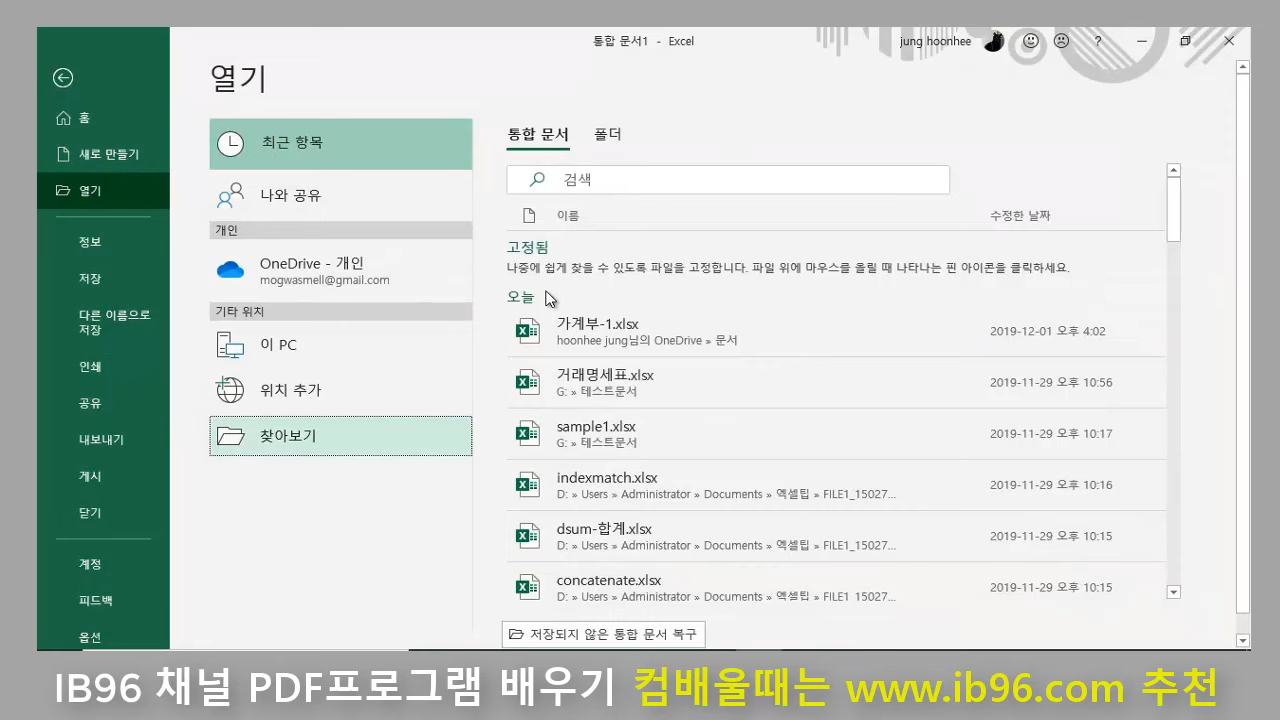 통합 문서1 - Excel
jung hoonhee
?
열기
홈
새로 만들기
열기
정보
저장
다른 이름으로
저장
인쇄
공유
내보내기
게시
닫기
계정
피드백
옵션
최근 항목
나와 공유
개인
OneDrive - 개인
mogwasmell@gmail.com
기타 위치
이 PC
위치 추가
찾아보기
통합 문서 폴더
검색
이름 수정한 날짜
고정됨
나중에 쉽게 찾을 수 있도록 파일을 고정합니다. 파일 위에 마우스를 올릴 때 나타나는 핀 아이콘을 클릭하세요.
오늘
가계부-1.xlsx
hoonhee jung님의 OneDrive » 문서
2019-12-01 오후 4:02
거래명세표.xlsx
G: » 테스트문서
2019-11-29 오후 10:56
sample1.xlsx
G: » 테스트문서
2019-11-29 오후 10:17
indexmatch.xlsx
D: » Users » Administrator » Documents » 엑셀팁 » FILE1_15027...
2019-11-29 오후 10:16
dsum-합계.xlsx
D: » Users » Administrator » Documents » 엑셀팁 » FILE1_15027...
2019-11-29 오후 10:15
concatenate.xlsx
D: » Users » Administrator » Documents » 엑셀팁 » FILE1_15027...
2019-11-29 오후 10:15
저장되지 않은 통합 문서 복구
IB96 채널 PDF프로그램 배우기 컴배울때는 www.ib96.com 추천